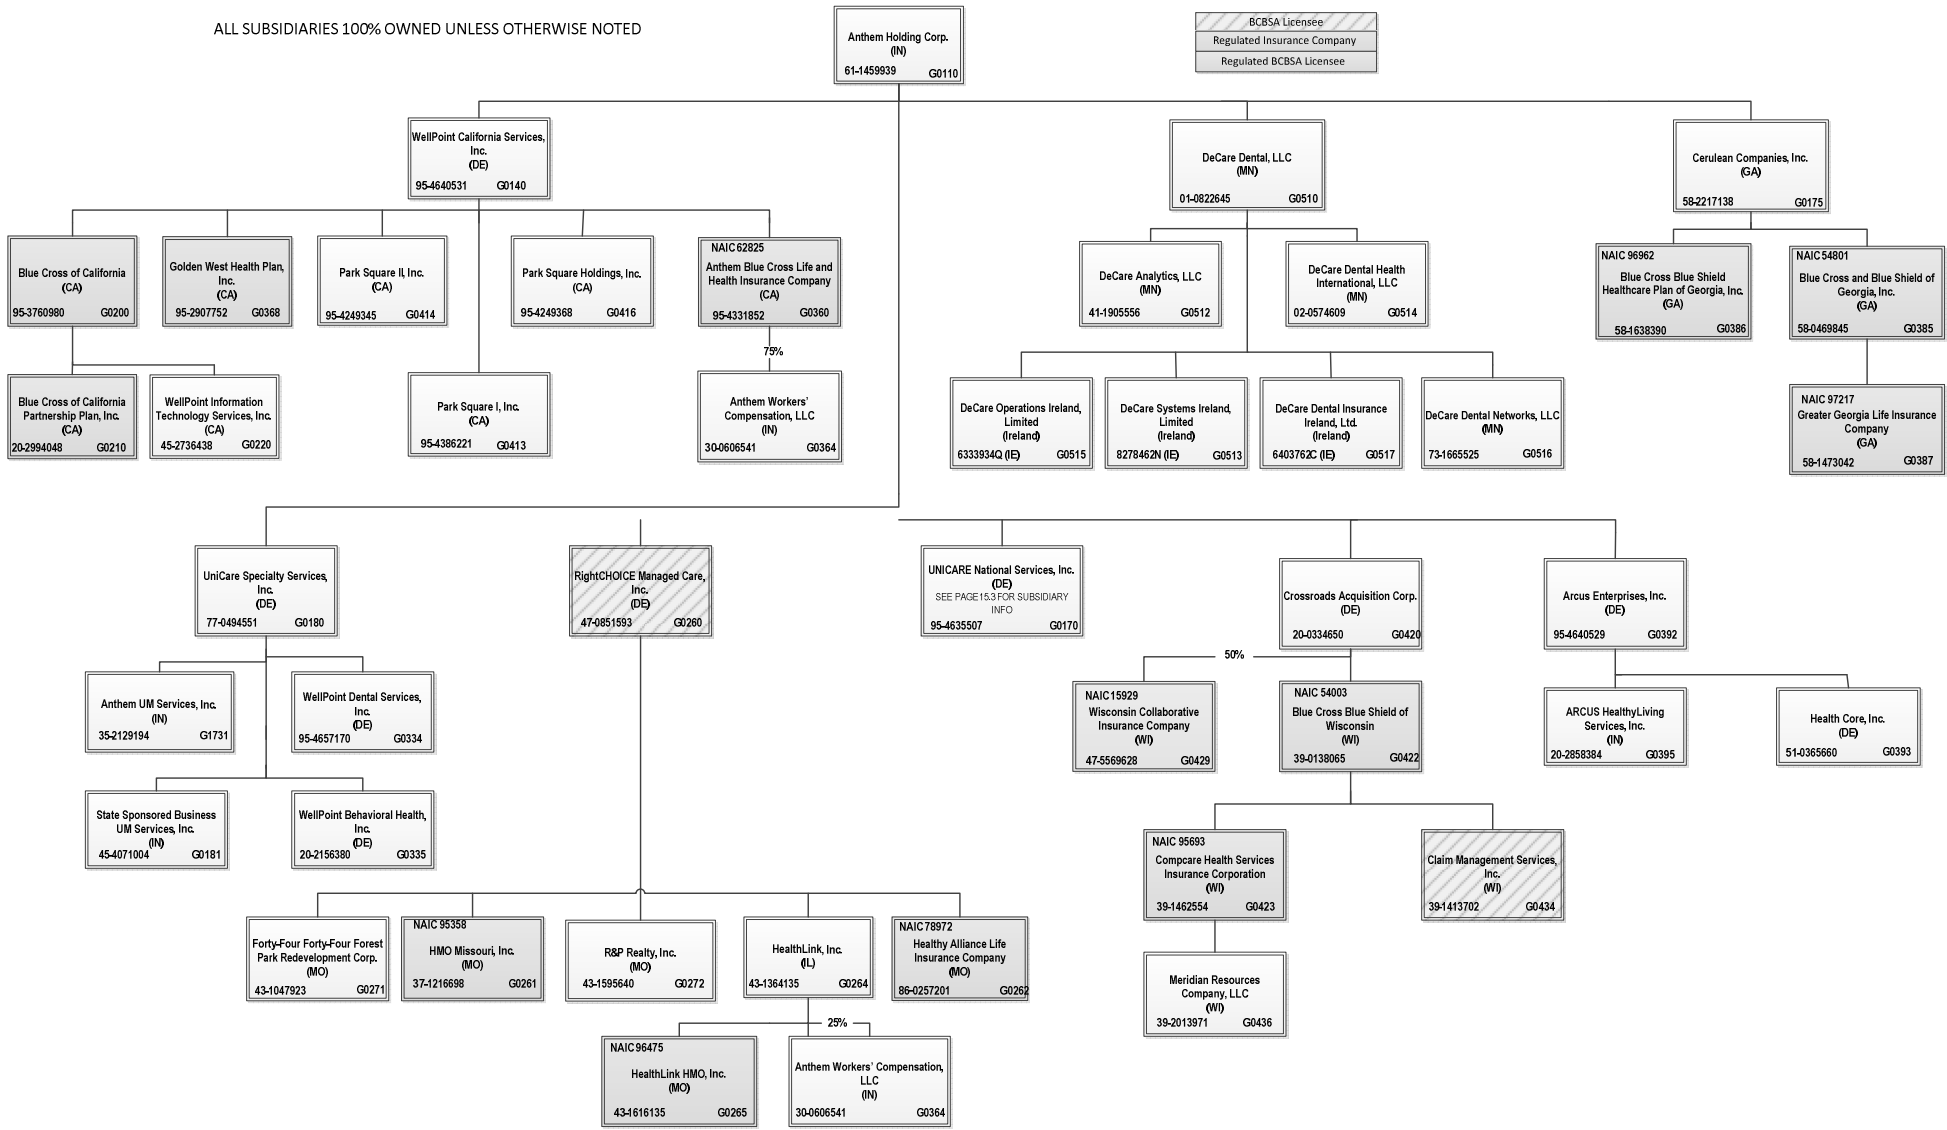 ALL SUBSIDIARIES 100% OWNED UNLESS OTHERWISE NOTED
Anthem Holding Corp.
(IN)
61-1459939 G0110
BCBSA Licensee
Regulated Insurance Company
Regulated BCBSA Licensee
WellPoint California Services,
Inc.
(DE)
95-4640531 G0140
DeCare Dental, LLC
(MN)
01-0822645 G0510
Cerulean Companies, Inc.
(GA)
58-2217138 G0175
Blue Cross of California
(CA)
95-3760980 G0200
Golden West Health Plan,
Inc.
(CA)
95-2907752 G0368
Park Square II, Inc.
(CA)
95-4249345 G0414
Park Square Holdings, Inc.
(CA)
95-4249368 G0416
NAIC 62825
Anthem Blue Cross Life and
Health Insurance Company
(CA)
95-4331852 G0360
DeCare Analytics, LLC
(MN)
41-1905556 G0512
DeCare Dental Health
International, LLC
(MN)
02-0574609 G0514
NAIC 96962
Blue Cross Blue Shield
Healthcare Plan of Georgia, Inc.
(GA)
58-1638390 G0386
NAIC 54801
Blue Cross and Blue Shield of
Georgia, Inc.
(GA)
58-0469845 G0385
75%
Blue Cross of California
Partnership Plan, Inc.
(CA)
20-2994048 G0210
WellPoint Information
Technology Services, Inc.
(CA)
45-2736438 G0220
Park Square I, Inc.
(CA)
95-4386221 G0413
Anthem Workers'
Compensation, LLC
(IN)
30-0606541 G0364
DeCare Operations Ireland,
Limited
(Ireland)
6333934Q (IE) G0515
DeCare Systems Ireland,
Limited
(Ireland)
8278462N (IE) G0513
DeCare Dental Insurance
Ireland, Ltd.
(Ireland)
6403762C (IE) G0517
DeCare Dental Networks, LLC
(MN)
73-1665525 G0516
NAIC 97217
Greater Georgia Life Insurance
Company
(GA)
58-1473042 G0387
UniCare Specialty Services,
Inc.
(DE)
77-0494551 G0180
RightCHOICE Managed Care,
Inc.
(DE)
47-0851593 G0260
UNICARE National Services, Inc.
(DE)
SEE PAGE 15.3 FOR SUBSIDIARY
INFO
95-4635507 G0170
Crossroads Acquisition Corp.
(DE)
20-0334650 G0420
Arcus Enterprises, Inc.
(DE)
95-4640529 G0392
50%
Anthem UM Services, Inc.
(IN)
35-2129194 G1731
WellPoint Dental Services,
Inc.
(DE)
95-4657170 G0334
NAIC 15929
Wisconsin Collaborative
Insurance Company
(WI)
47-5569628 G0429
NAIC 54003
Blue Cross Blue Shield of
Wisconsin
(WI)
39-0138065 G0422
ARCUS HealthyLiving
Services, Inc.
(IN)
20-2858384 G0395
Health Core, Inc.
(DE)
51-0365660 G0393
State Sponsored Business
UM Services, Inc.
(IN)
45-4071004 G0181
WellPoint Behavioral Health,
Inc.
(DE)
20-2156380 G0335
NAIC 95693
Compcare Health Services
Insurance Corporation
(WI)
39-1462554 G0423
Claim Management Services,
Inc.
(WI)
39-1413702 G0434
Forty-Four Forty-Four Forest
Park Redevelopment Corp.
(MO)
43-1047923 G0271
NAIC 95358
HMO Missouri, Inc.
(MO)
37-1216698 G0261
R&P Realty, Inc.
(MO)
43-1595640 G0272
HealthLink, Inc.
(IL)
43-1364135 G0264
NAIC 78972
Healthy Alliance Life
Insurance Company
(MO)
86-0257201 G0262
Meridian Resources
Company, LLC
(WI)
39-2013971 G0436
25%
NAIC 96475
HealthLink HMO, Inc.
(MO)
43-1616135 G0265
Anthem Workers' Compensation,
LLC
(IN)
30-0606541 G0364